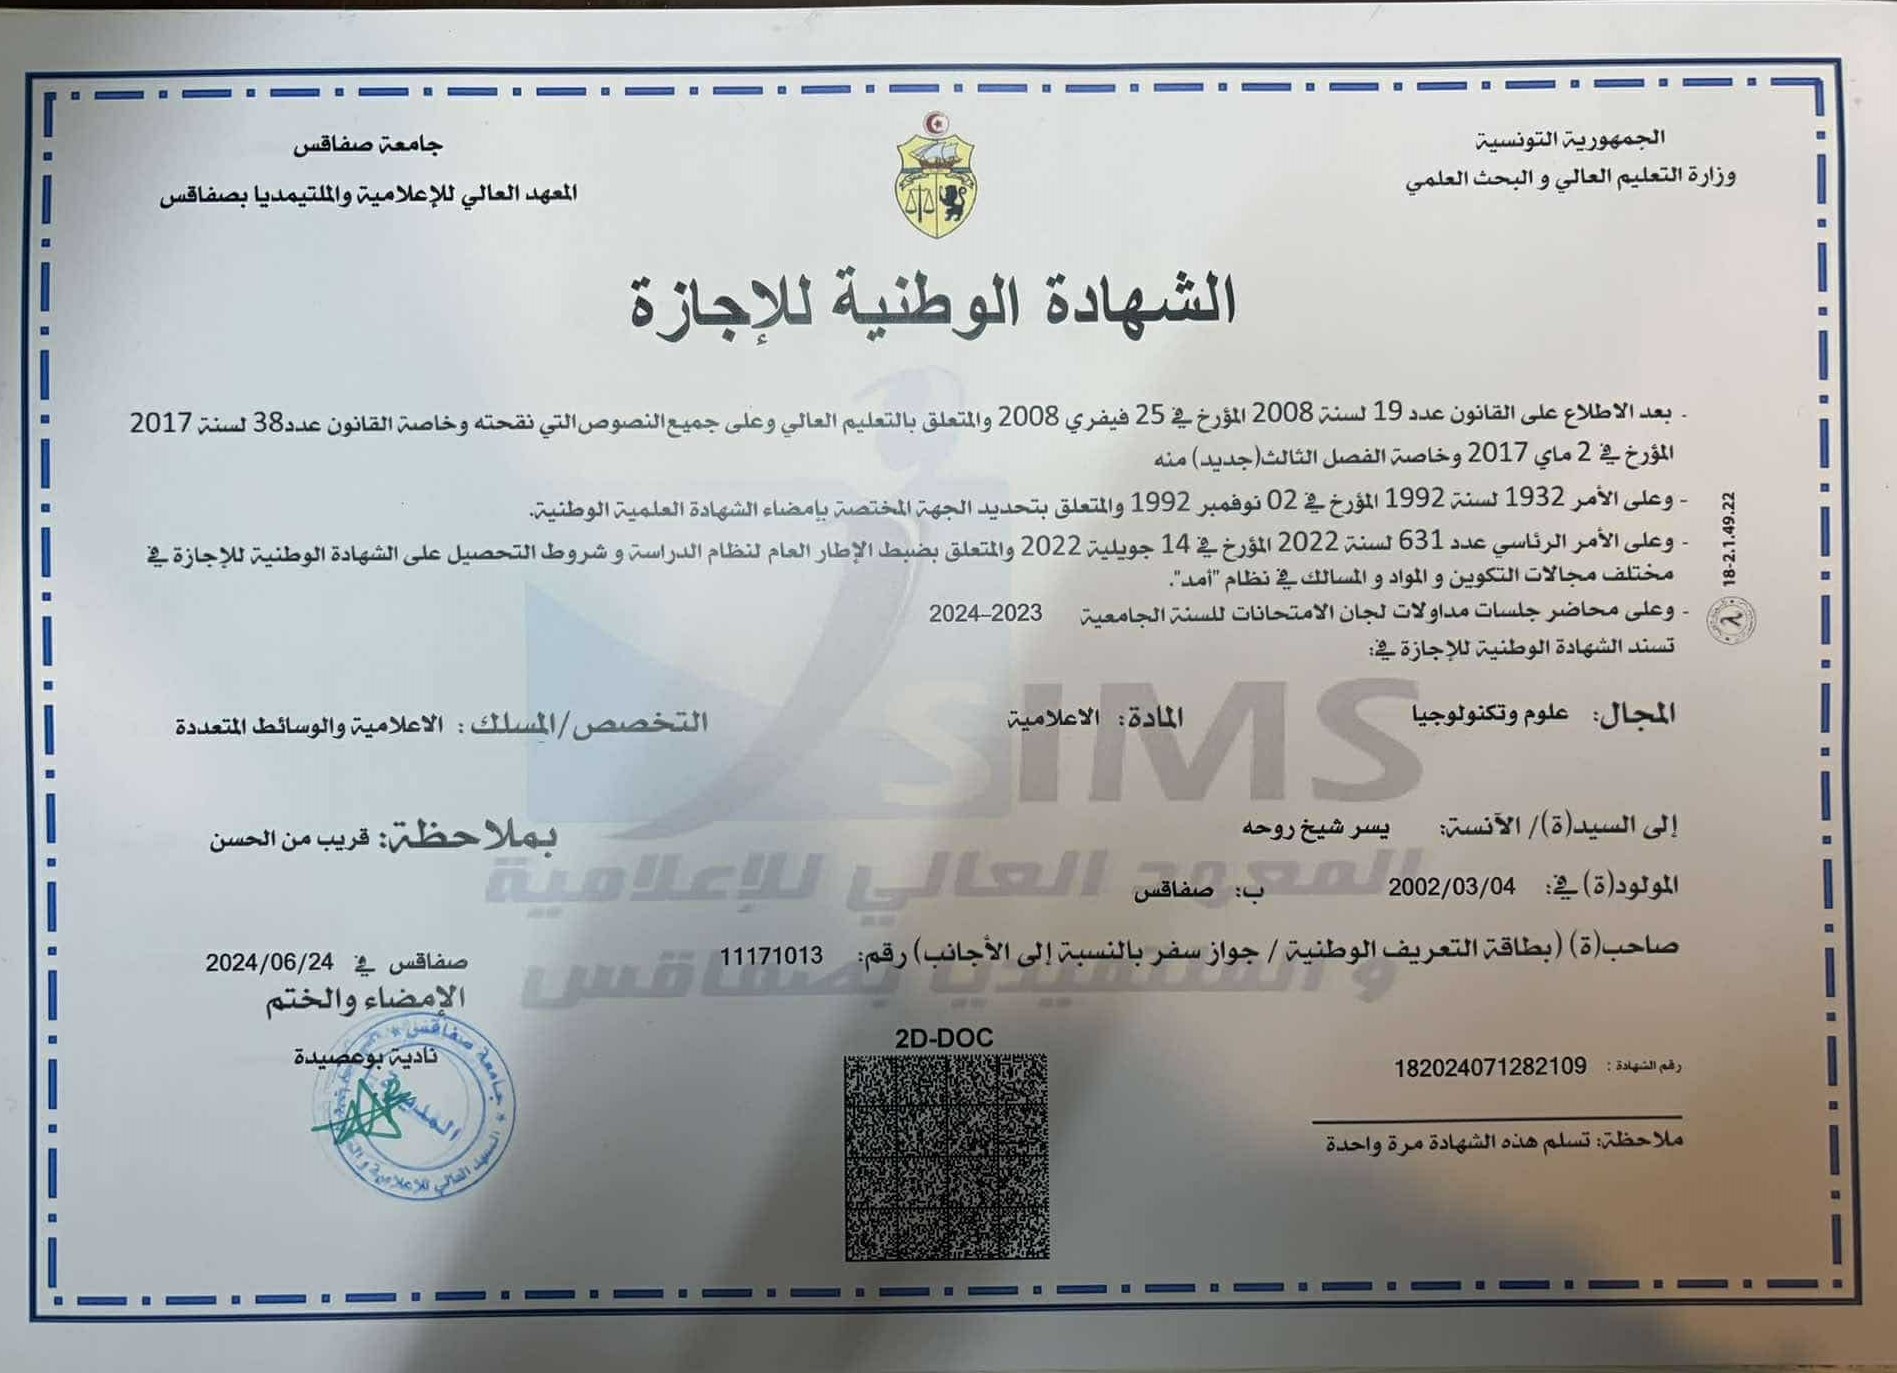 الجمهورية التونسية
وزارة التعليم العالي و البحث العلمي
جامعة صفاقس
المعهد العالي للإعلامية والملتيمديا بصفاقس
الشهادة الوطنية للإجازة
- بعد الاطلاع على القانون عدد 19 لسنة 2008 المؤرخ في 25 فيفري 2008 والمتعلق بالتعليم العالي وعلى جميع النصوص التي نقحته وخاصة القانون عدد38 لسنة 2017
المؤرخ في 2 ماي 2017 وخاصة الفصل الثالث(جديد) منه
- وعلى الأمر 1932 لسنة 1992 المؤرخ في 02 نوفمبر 1992 والمتعلق بتحديد الجهة المختصة بإمضاء الشهادة العلمية الوطنية.
- وعلى الأمر الرئاسي عدد 631 لسنة 2022 المؤرخ في 14 جويلية 2022 والمتعلق بضبط الإطار العام لنظام الدراسة و شروط التحصيل على الشهادة الوطنية للإجازة في
مختلف مجالات التكوين و المواد و المسالك في نظام "أمد".
- وعلى محاضر جلسات مداولات لجان الامتحانات للسنة الجامعية 2023-2024
تسند الشهادة الوطنية للإجازة في:
18-2.1.49.22
المجال: علوم وتكنولوجيا المادة: الاعلامية التخصص/المسلك: الاعلامية والوسائط المتعددة
إلى السيد(ة)/ الآنسة: يسر شيخ روحه بملاحظة: قريب من الحسن
المولود(ة) في: 2002/03/04 ب: صفاقس
صاحب(ة) (بطاقة التعريف الوطنية / جواز سفر بالنسبة إلى الأجانب) رقم: 11171013
صفاقس في 2024/06/24
الإمضاء والختم
نادية بوعصيدة
المديرة
جامعة صفاقس
2D-DOC
رقم الشهادة : 182024071282109
ملاحظة: تسلم هذه الشهادة مرة واحدة
SIMS
المعهد العالي للإعلامية
و الملتميديا بصفاقس